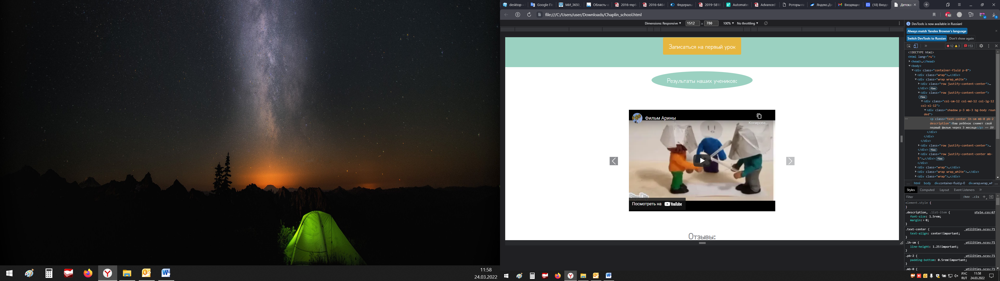 11:58
24.03.2022
desktop –
Google Пе
МИ_3650_
Область-а
2016-mp6-
2016-6464
Федераль
2019-5818
Automatec
Advanced
Роторы га
Яндекс.Ди
Входящие
(18) Входя
Детская
file:///C:/Users/user/Downloads/Chaplin_school.html
12
1
Dimensions: Responsive 1512 × 780 100% No throttling
Записаться на первый урок
Результаты наших учеников:
Фильм Арины
Копирова...
Посмотреть на YouTube
Отзывы:
DevTools is now available in Russian!
Always match Yandex Browser's language
Switch DevTools to Russian Don't show again
12 3 153
<!DOCTYPE html>
<html lang="ru">
<head>…</head>
<body>
<div class="container-fluid p-0">
<div class="wrap">…</div>
<div class="wrap wrap_white">
<div class="row justify-content-center">…
</div> flex
<div class="row justify-content-center">
flex
<div class="col-sm-12 col-md-12 col-lg-12
col-xl-12">
<div class="shadow p-3 mb-3 bg-body roun
ded">
… <p class="text-center lh-sm mb-0 pb-2
description">Ваш ребёнок снимет свой
первый фильм через 3 месяца</p> == $0
</div>
</div>
</div>
<div class="row justify-content-center">…
</div> flex
<div class="row justify-content-center mb-
5">…</div> flex
</div>
<div class="wrap">…</div>
<div class="wrap wrap_white">…</div>
<div class="wrap">…</div>
... html body div.container-fluid.p-0 div.wrap.wrap_wh ...
Styles Computed Layout Event Listeners »
Filter :hov .cls +
element.style {
}
.description, .list-item { style.css:67
font-size: 1.5rem;
margin: 0;
}
.text-center { _utilities.scss:71
text-align: center!important;
}
.lh-sm { _utilities.scss:71
line-height: 1.25!important;
}
.pb-2 { _utilities.scss:71
padding-bottom: 0.5rem!important;
}
.mb-0 { _utilities.scss:71
РУС
RUT
11:58
24.03.2022